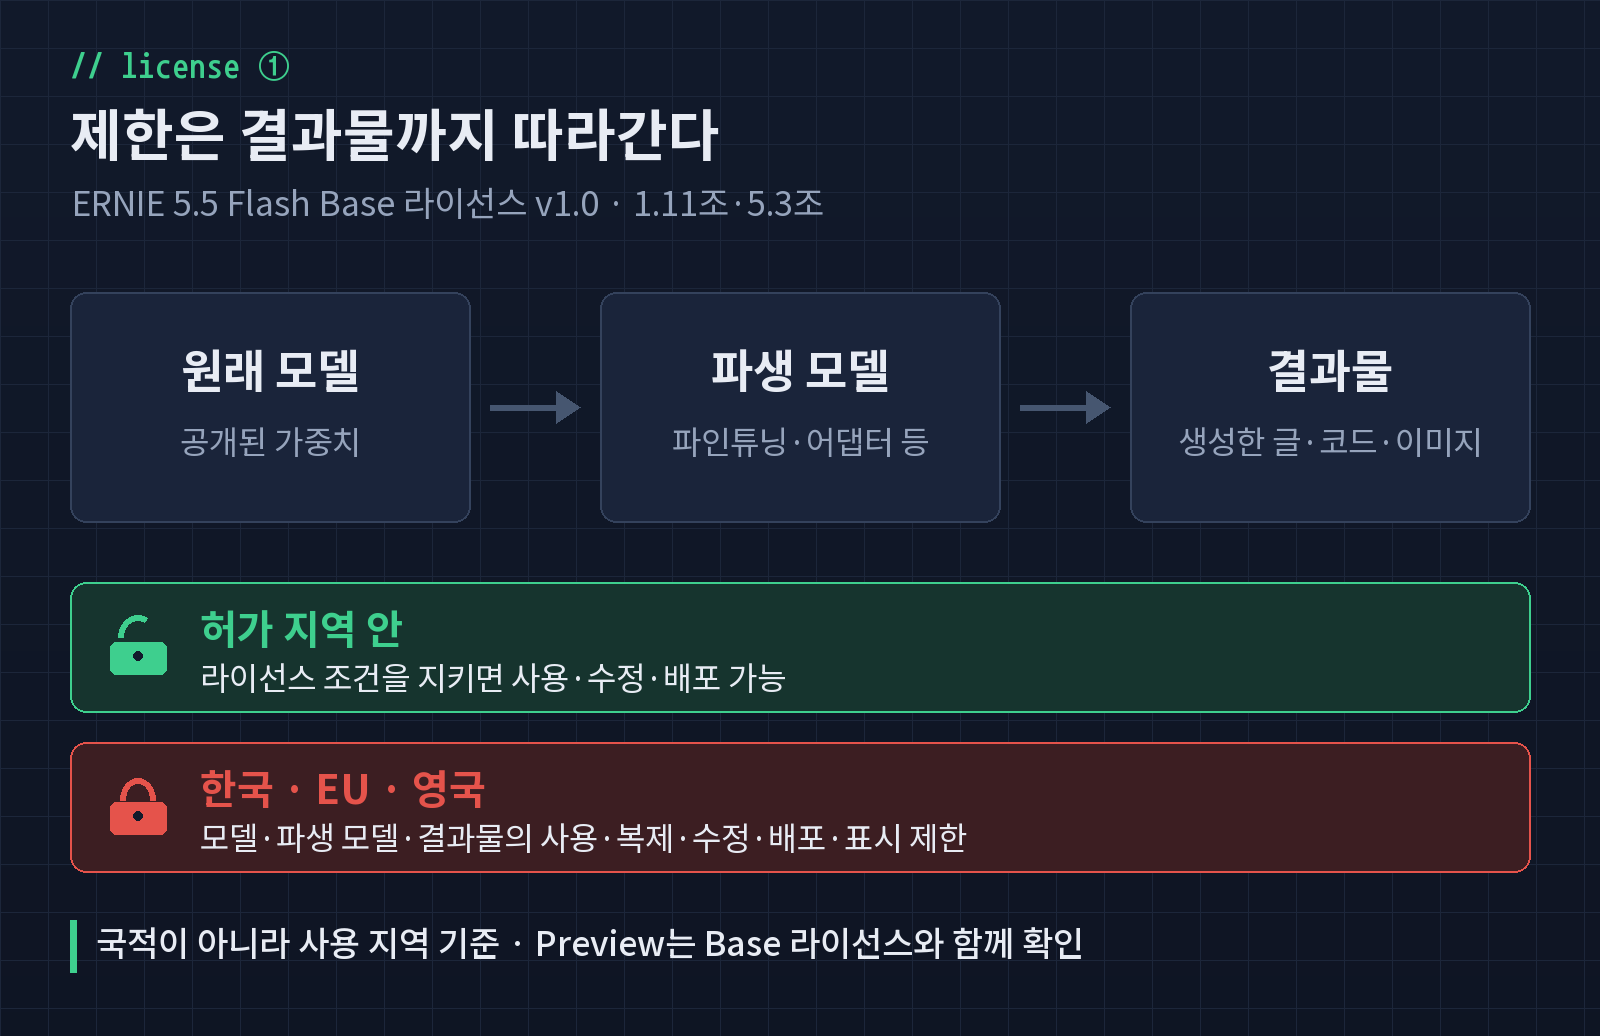 // license ①
제한은 결과물까지 따라간다
ERNIE 5.5 Flash Base 라이선스 v1.0 · 1.11조·5.3조
원래 모델
공개된 가중치
파생 모델
파인튜닝·어댑터 등
결과물
생성한 글·코드·이미지
허가 지역 안
라이선스 조건을 지키면 사용·수정·배포 가능
한국 · EU · 영국
모델·파생 모델·결과물의 사용·복제·수정·배포·표시 제한
국적이 아니라 사용 지역 기준 · Preview는 Base 라이선스와 함께 확인